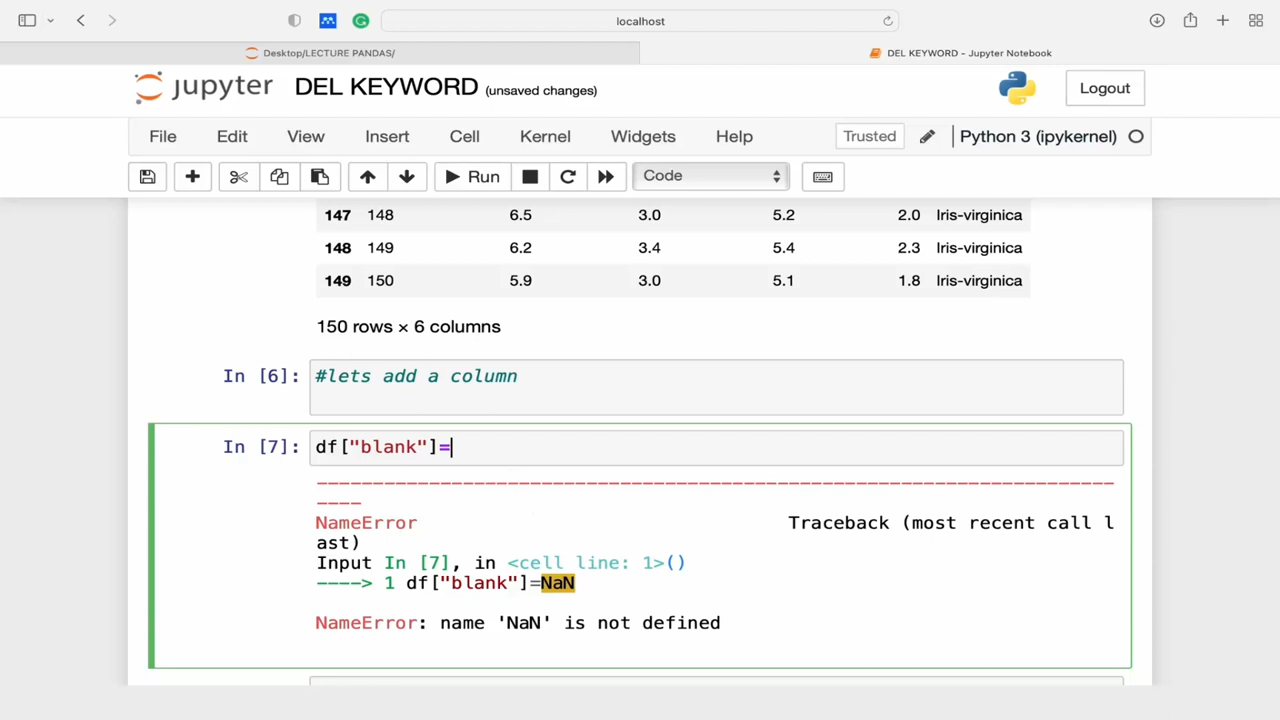 localhost
Desktop/LECTURE PANDAS/
DEL KEYWORD – Jupyter Notebook
jupyter DEL KEYWORD (unsaved changes)
Logout
File Edit View Insert Cell Kernel Widgets Help
Trusted
Python 3 (ipykernel)
Run
Code
147 148 6.5 3.0 5.2 2.0 Iris-virginica
148 149 6.2 3.4 5.4 2.3 Iris-virginica
149 150 5.9 3.0 5.1 1.8 Iris-virginica
150 rows × 6 columns
In [6]: #lets add a column
In [7]: df["blank"]=
--------------------------------------------------------------------------
----
NameError Traceback (most recent call l
ast)
Input In [7], in <cell line: 1>()
----> 1 df["blank"]=NaN
NameError: name 'NaN' is not defined